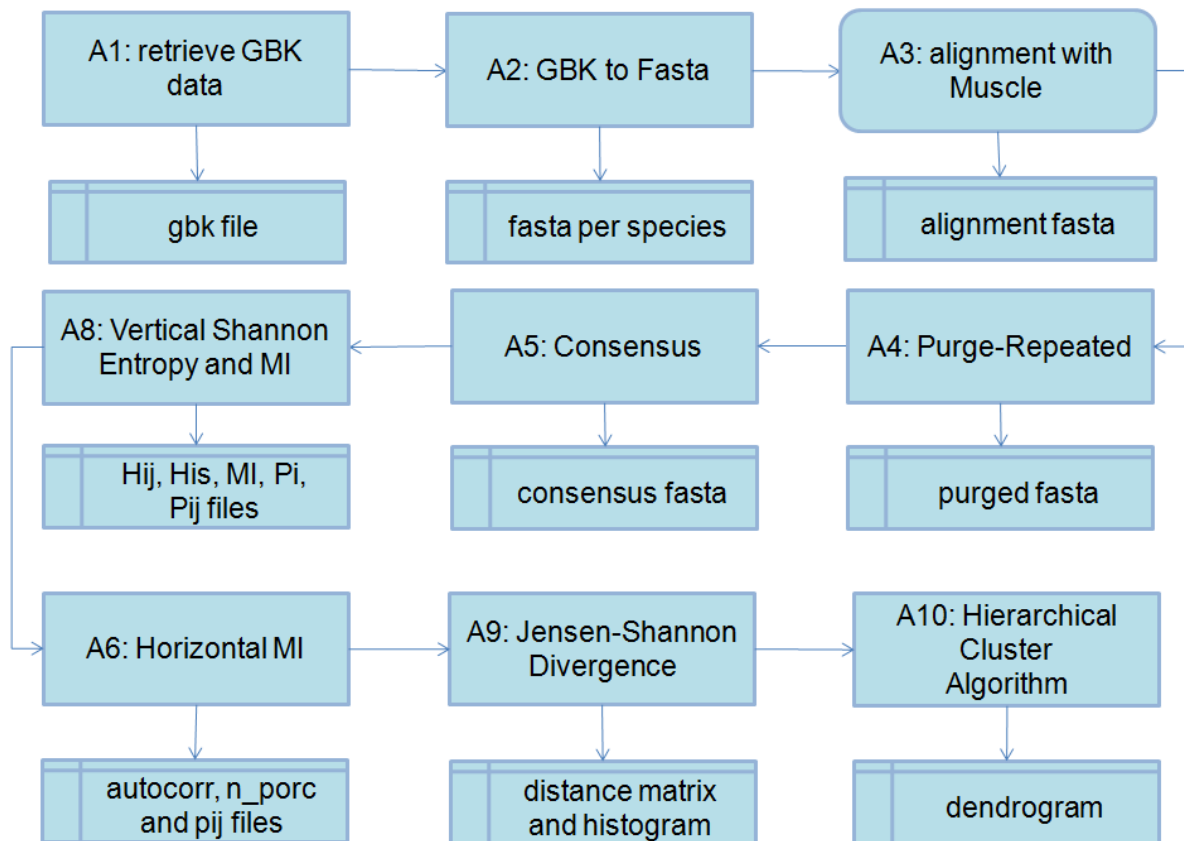 A1: retrieve GBK
data
A2: GBK to Fasta
A3: alignment with
Muscle
gbk file
fasta per species
alignment fasta
A8: Vertical Shannon
Entropy and MI
A5: Consensus
A4: Purge-Repeated
Hij, His, MI, Pi,
Pij files
consensus fasta
purged fasta
A6: Horizontal MI
A9: Jensen-Shannon
Divergence
A10: Hierarchical
Cluster
Algorithm
autocorr, n_porc
and pij files
distance matrix
and histogram
dendrogram